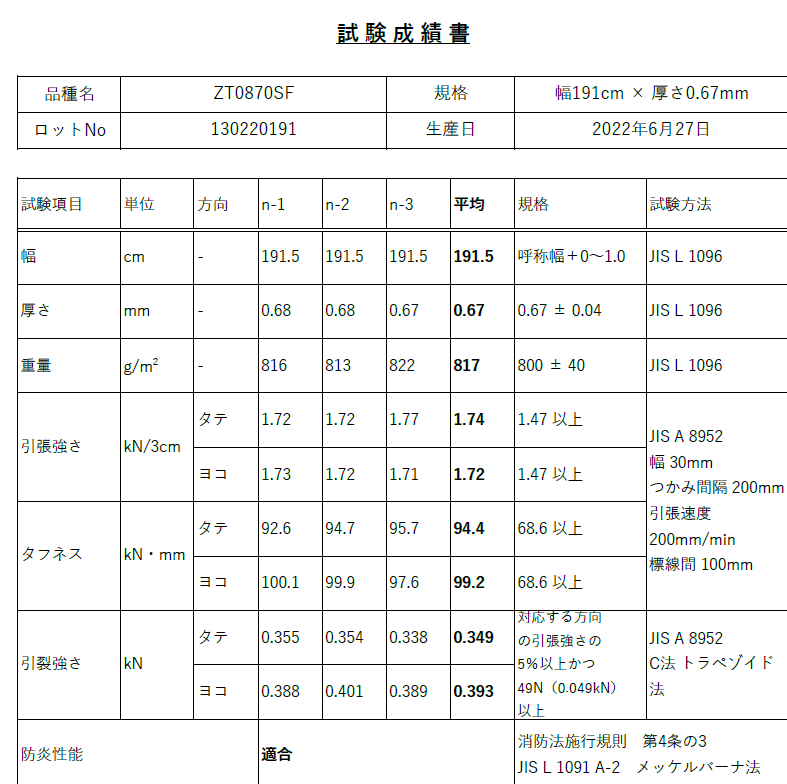 試験成績書
品種名 ZT0870SF 規格 幅191cm × 厚さ0.67mm
ロットNo 130220191 生産日 2022年6月27日
試験項目 単位 方向 n-1 n-2 n-3 平均 規格 試験方法
幅 cm - 191.5 191.5 191.5 191.5 呼称幅+0～1.0 JIS L 1096
厚さ mm - 0.68 0.68 0.67 0.67 0.67 ± 0.04 JIS L 1096
重量 g/m² - 816 813 822 817 800 ± 40 JIS L 1096
引張強さ kN/3cm
タテ 1.72 1.72 1.77 1.74 1.47 以上
ヨコ 1.73 1.72 1.71 1.72 1.47 以上
タフネス kN・mm
タテ 92.6 94.7 95.7 94.4 68.6 以上
ヨコ 100.1 99.9 97.6 99.2 68.6 以上
JIS A 8952
幅 30mm
つかみ間隔 200mm
引張速度
200mm/min
標線間 100mm
引裂強さ kN
タテ 0.355 0.354 0.338 0.349
ヨコ 0.388 0.401 0.389 0.393
対応する方向
の引張強さの
5％以上かつ
49N（0.049kN）
以上
JIS A 8952
C法 トラペゾイド
法
防炎性能 適合
消防法施行規則　第4条の3
JIS L 1091 A-2　メッケルバーナ法